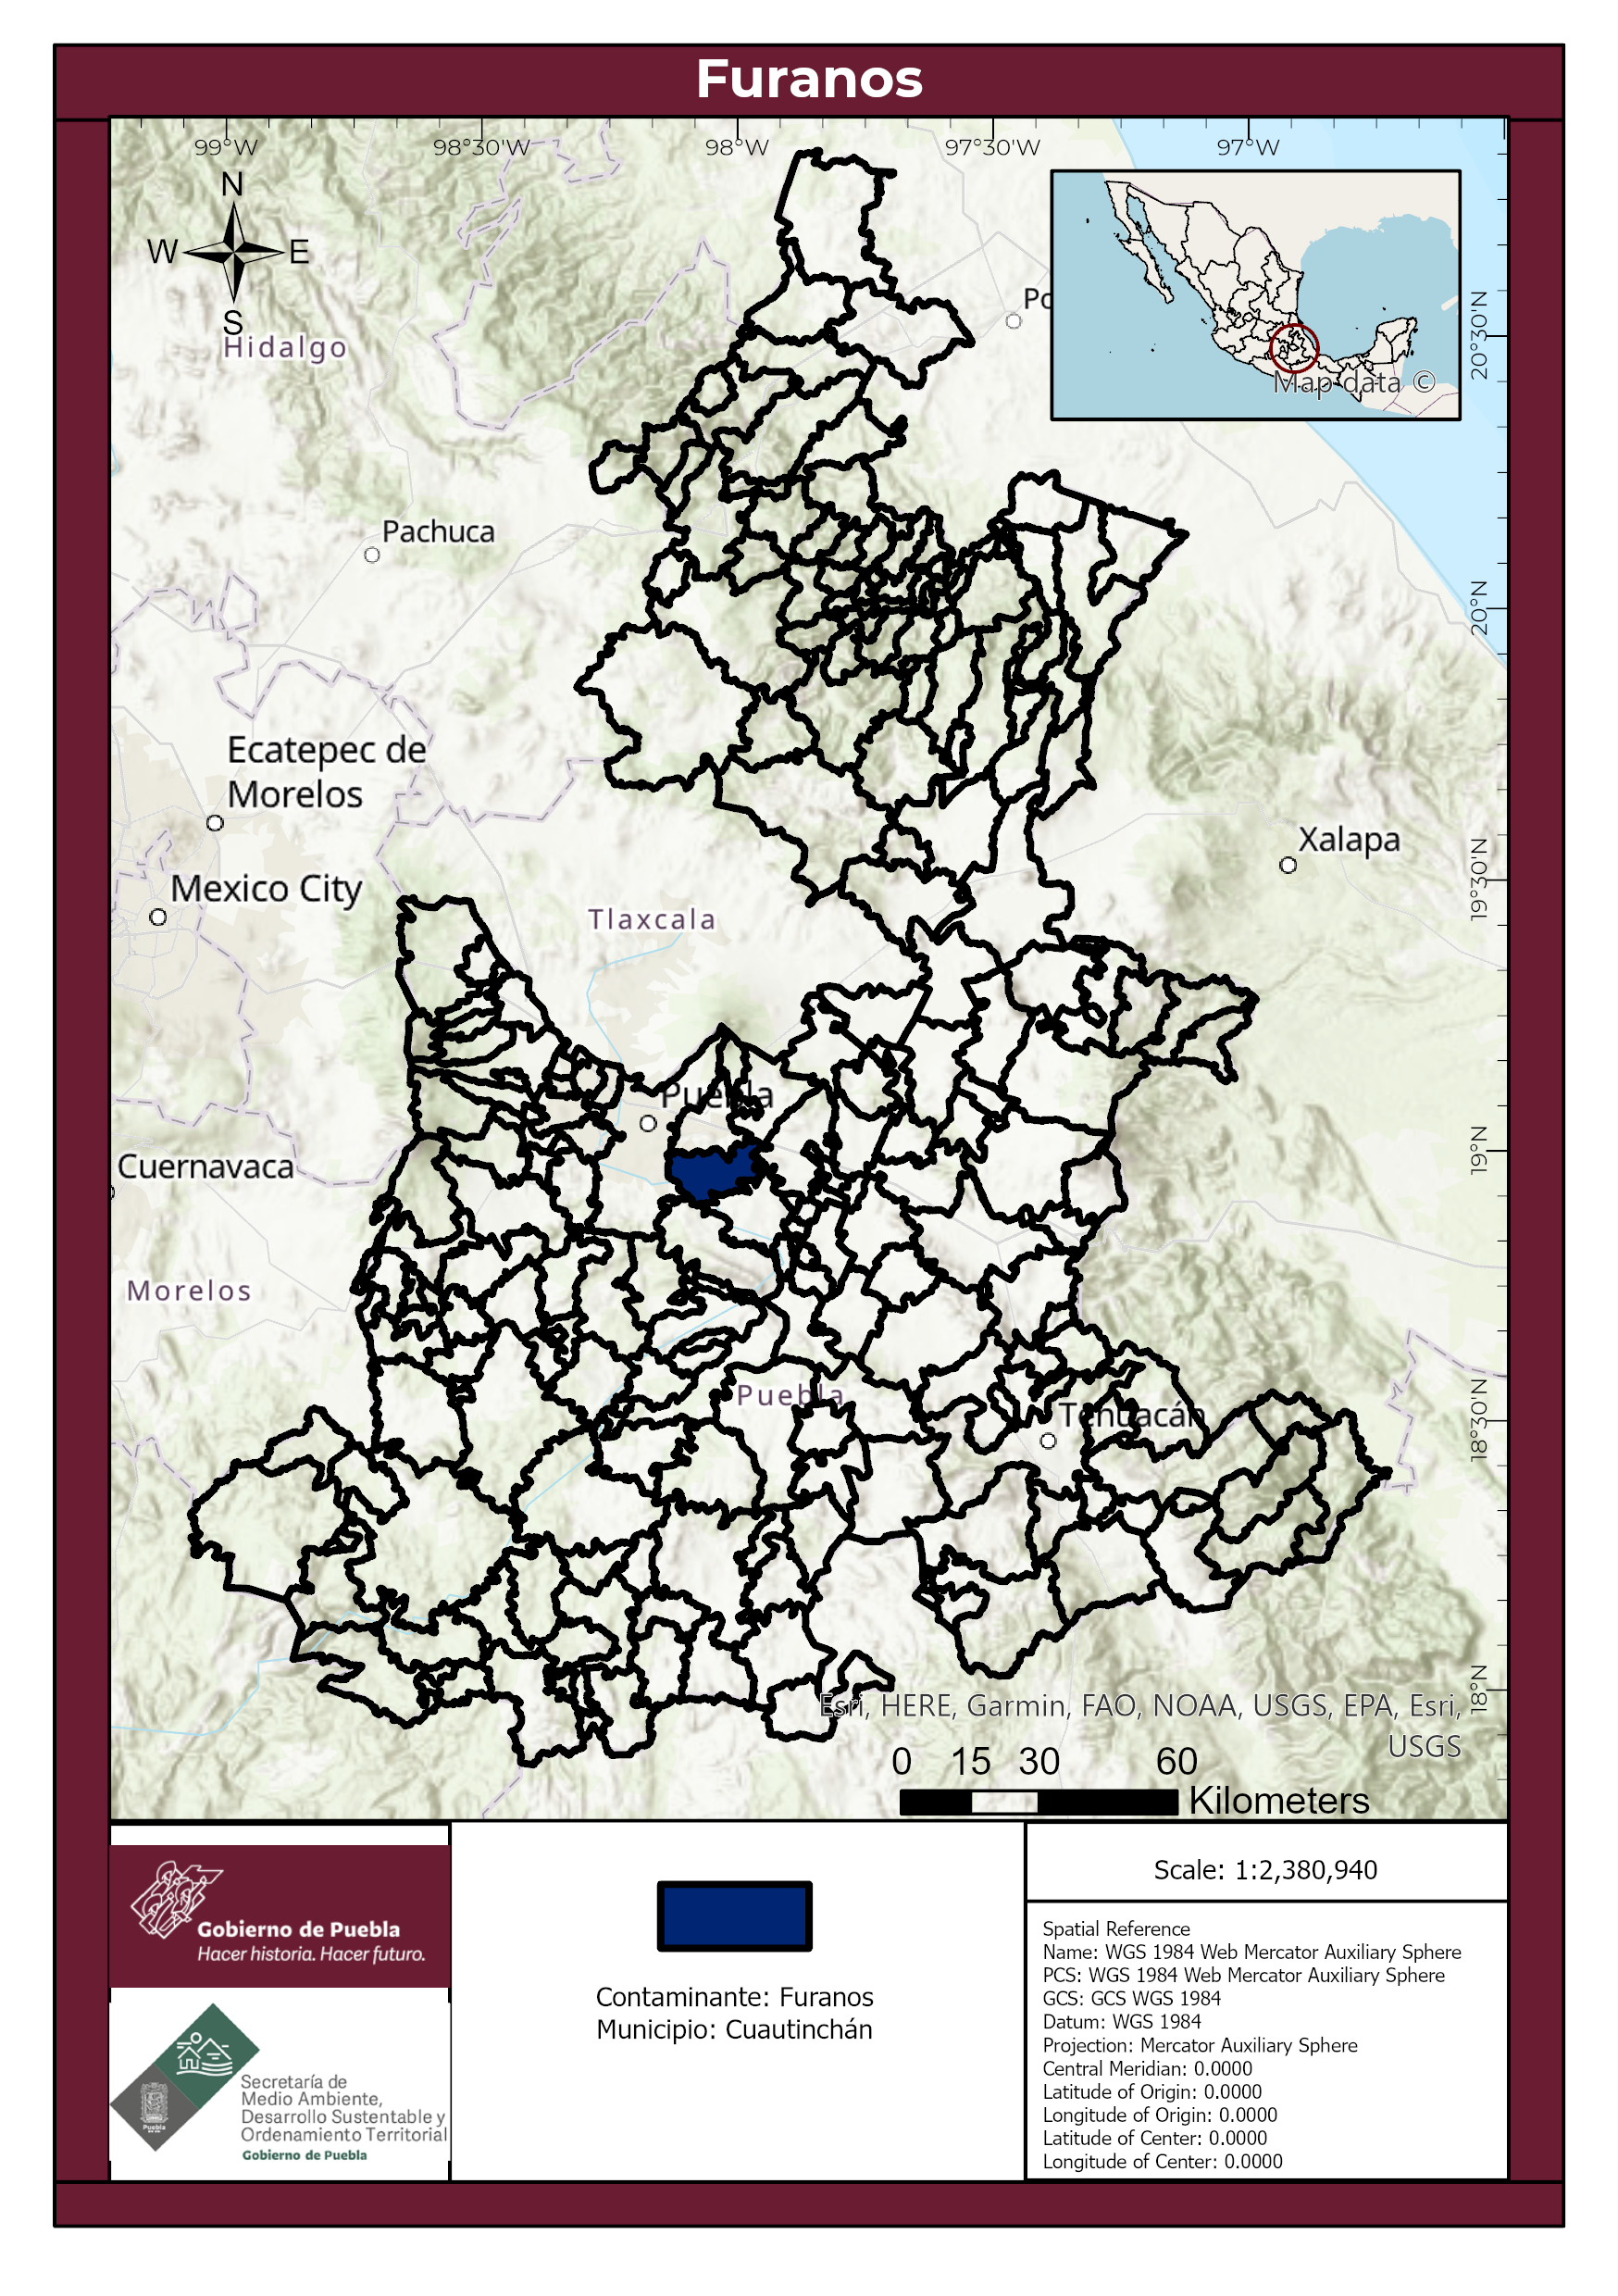 Furanos
99°W
98°30'W
98°W
97°30'W
97°W
N
W
E
S
Hidalgo
Po
Map data ©
20°30'N
Pachuca
20°N
Ecatepec de
Morelos
Xalapa
19°30'N
Mexico City
Tlaxcala
Puebla
19°N
Cuernavaca
Morelos
Puebla
Tehuacán
18°30'N
18°N
Esri, HERE, Garmin, FAO, NOAA, USGS, EPA, Esri,
USGS
0 15 30 60
Kilometers
Gobierno de Puebla
Hacer historia. Hacer futuro.
Secretaría de
Medio Ambiente,
Desarrollo Sustentable y
Ordenamiento Territorial
Gobierno de Puebla
Puebla
Contaminante: Furanos
Municipio: Cuautinchán
Scale: 1:2,380,940
Spatial Reference
Name: WGS 1984 Web Mercator Auxiliary Sphere
PCS: WGS 1984 Web Mercator Auxiliary Sphere
GCS: GCS WGS 1984
Datum: WGS 1984
Projection: Mercator Auxiliary Sphere
Central Meridian: 0.0000
Latitude of Origin: 0.0000
Longitude of Origin: 0.0000
Latitude of Center: 0.0000
Longitude of Center: 0.0000